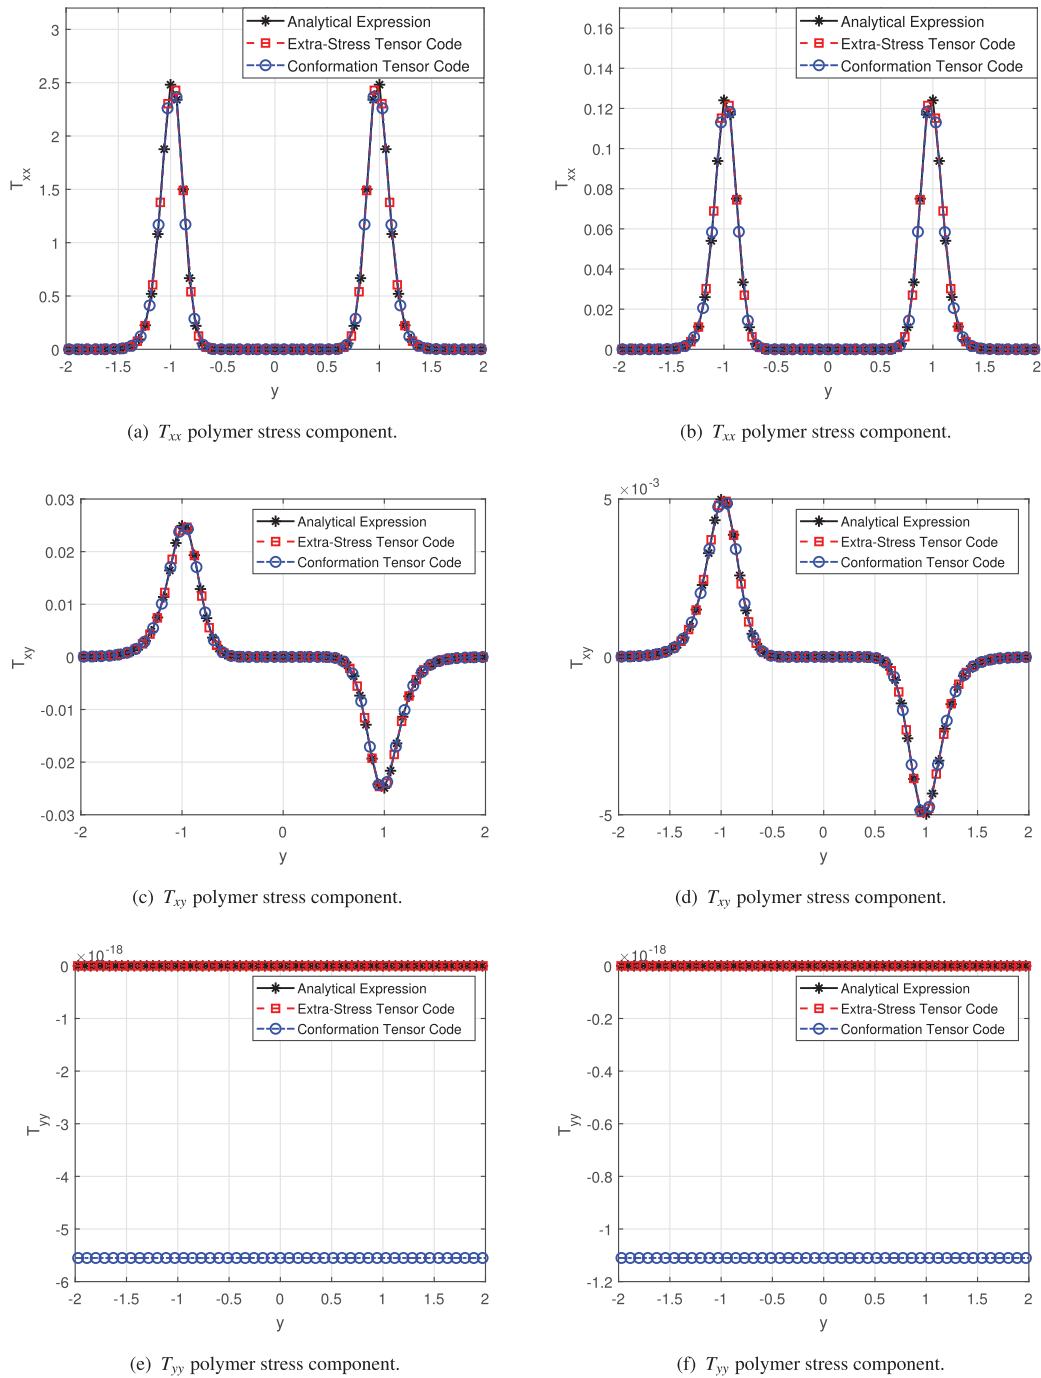 3
2.5
2
1.5
1
0.5
0
T_xx
-2 -1.5 -1 -0.5 0 0.5 1 1.5 2
y
Analytical Expression
Extra-Stress Tensor Code
Conformation Tensor Code
(a) T_xx polymer stress component.
0.16
0.14
0.12
0.1
0.08
0.06
0.04
0.02
0
T_xx
-2 -1.5 -1 -0.5 0 0.5 1 1.5 2
y
Analytical Expression
Extra-Stress Tensor Code
Conformation Tensor Code
(b) T_xx polymer stress component.
0.03
0.02
0.01
0
-0.01
-0.02
-0.03
T_xy
-2 -1 0 1 2
y
Analytical Expression
Extra-Stress Tensor Code
Conformation Tensor Code
(c) T_xy polymer stress component.
×10^-3
5
0
-5
T_xy
-2 -1.5 -1 -0.5 0 0.5 1 1.5 2
y
Analytical Expression
Extra-Stress Tensor Code
Conformation Tensor Code
(d) T_xy polymer stress component.
×10^-18
0
-1
-2
-3
-4
-5
-6
T_yy
-2 -1.5 -1 -0.5 0 0.5 1 1.5 2
y
Analytical Expression
Extra-Stress Tensor Code
Conformation Tensor Code
(e) T_yy polymer stress component.
×10^-18
0
-0.2
-0.4
-0.6
-0.8
-1
-1.2
T_yy
-2 -1.5 -1 -0.5 0 0.5 1 1.5 2
y
Analytical Expression
Extra-Stress Tensor Code
Conformation Tensor Code
(f) T_yy polymer stress component.